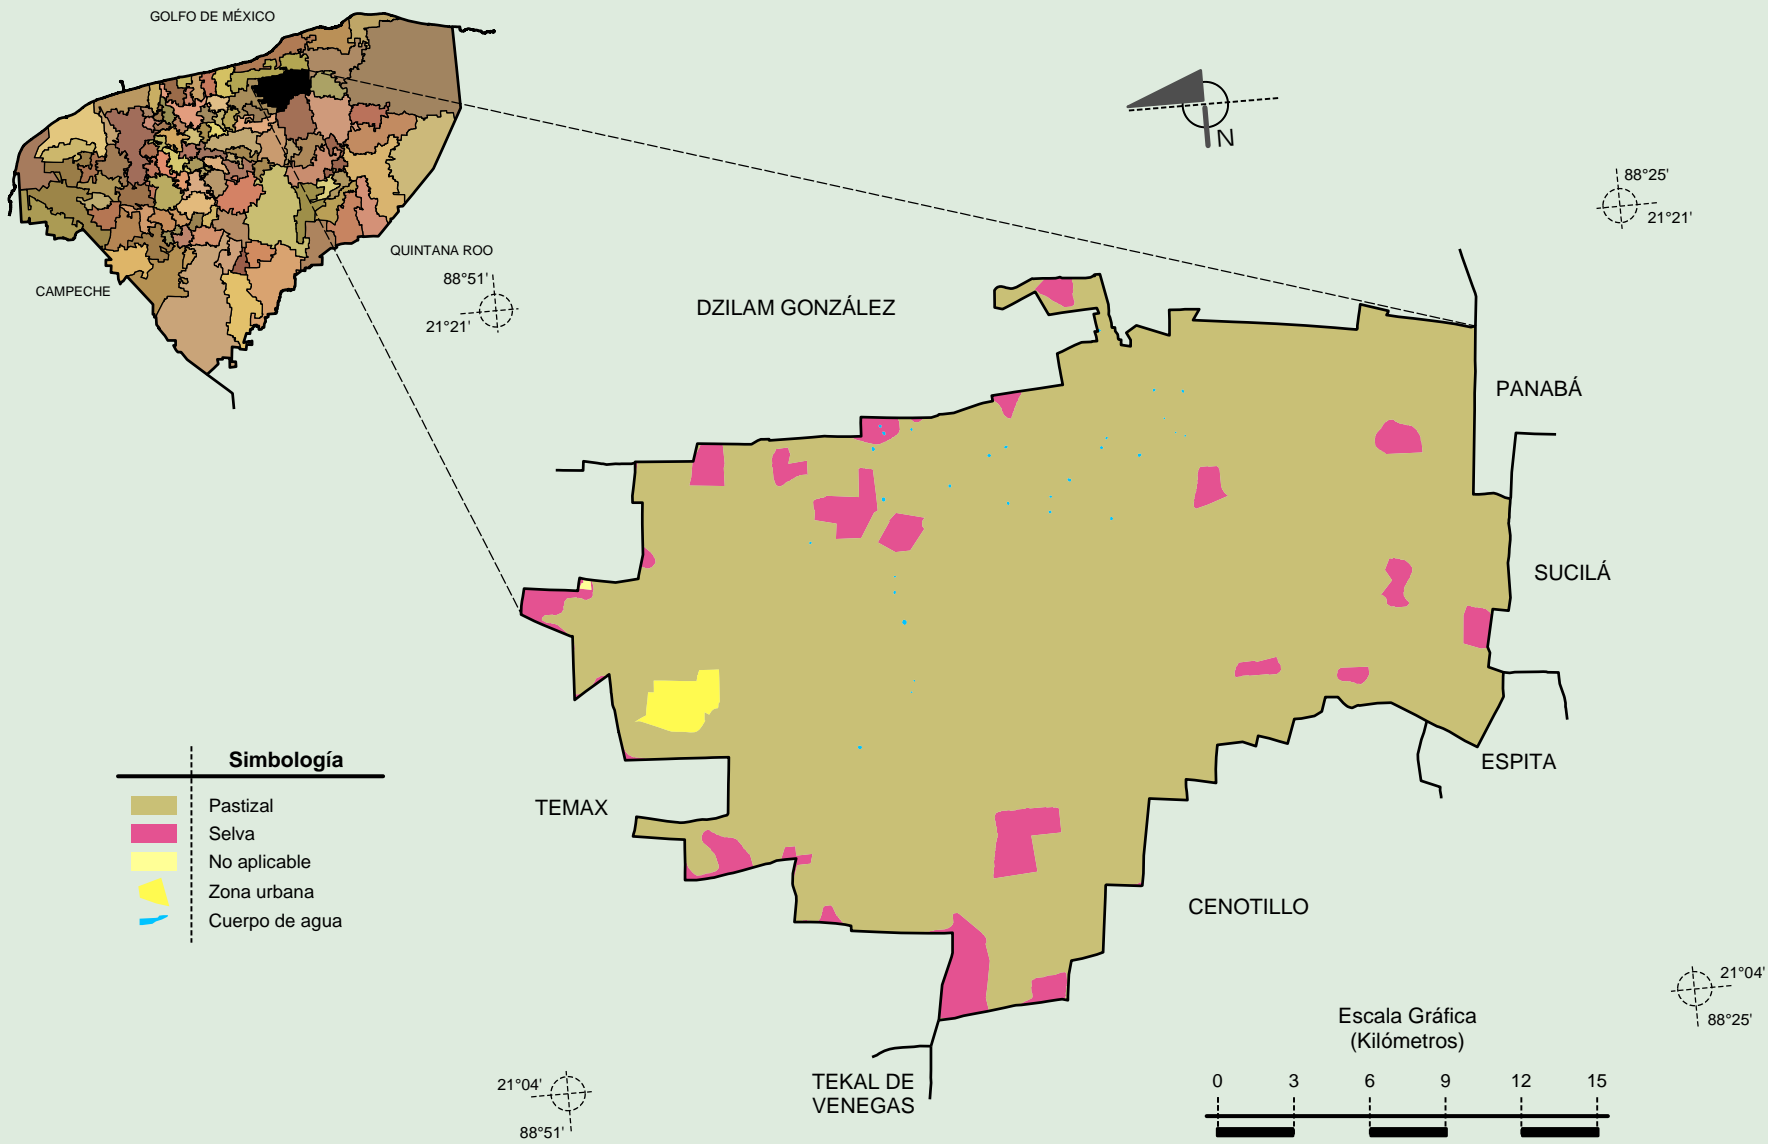 GOLFO DE MÉXICO
N
88°25'
21°21'
QUINTANA ROO
88°51'
21°21'
CAMPECHE
DZILAM GONZÁLEZ
PANABÁ
SUCILÁ
ESPITA
Simbología
Pastizal
Selva
No aplicable
Zona urbana
Cuerpo de agua
TEMAX
CENOTILLO
21°04'
88°25'
Escala Gráfica
(Kilómetros)
0 3 6 9 12 15
21°04'
88°51'
TEKAL DE
VENEGAS